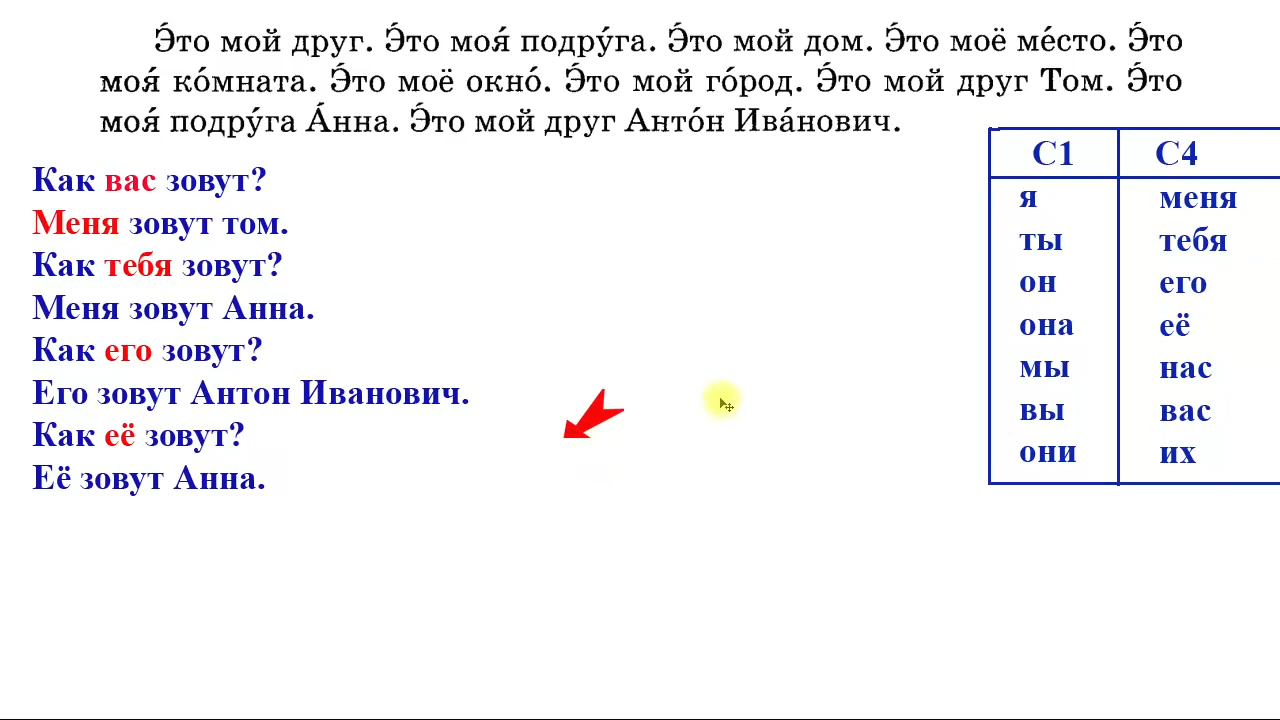 Э́то мой друг. Э́то моя́ подру́га. Э́то мой дом. Э́то моё ме́сто. Э́то
моя́ ко́мната. Э́то моё окно́. Э́то мой го́род. Э́то мой друг Том. Э́то
моя́ подру́га А́нна. Э́то мой друг Анто́н Ива́нович.
Как вас зовут?
Меня зовут том.
Как тебя зовут?
Меня зовут Анна.
Как его зовут?
Его зовут Антон Иванович.
Как её зовут?
Её зовут Анна.
С1 С4
я меня
ты тебя
он его
она её
мы нас
вы вас
они их